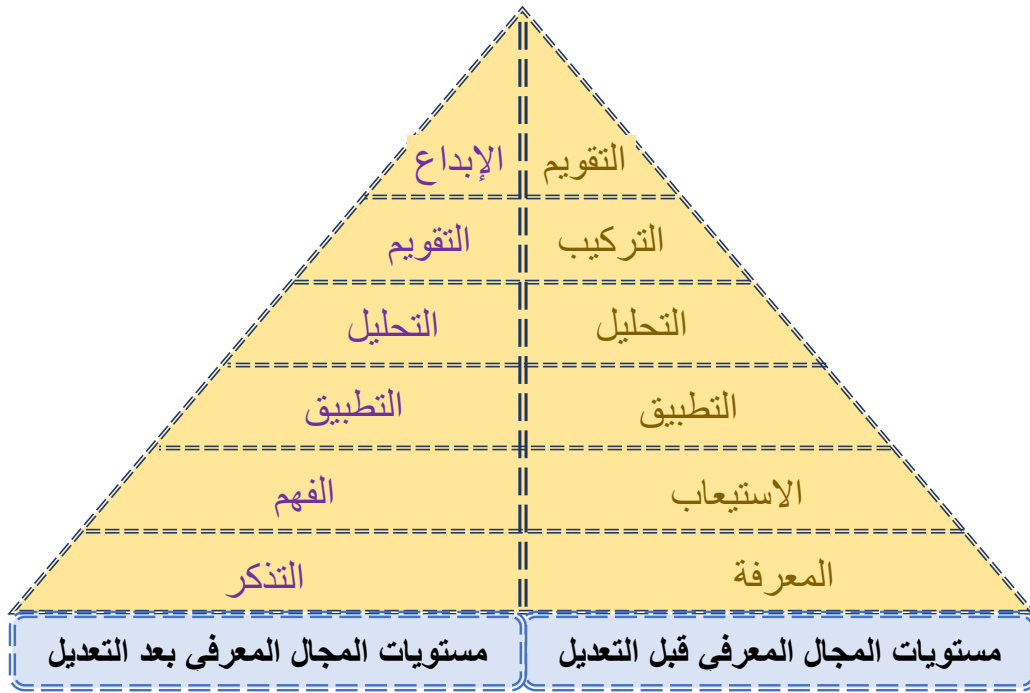 التقويم
الإبداع
التركيب
التقويم
التحليل
التحليل
التطبيق
التطبيق
الاستيعاب
الفهم
المعرفة
التذكر
مستويات المجال المعرفى قبل التعديل
مستويات المجال المعرفى بعد التعديل